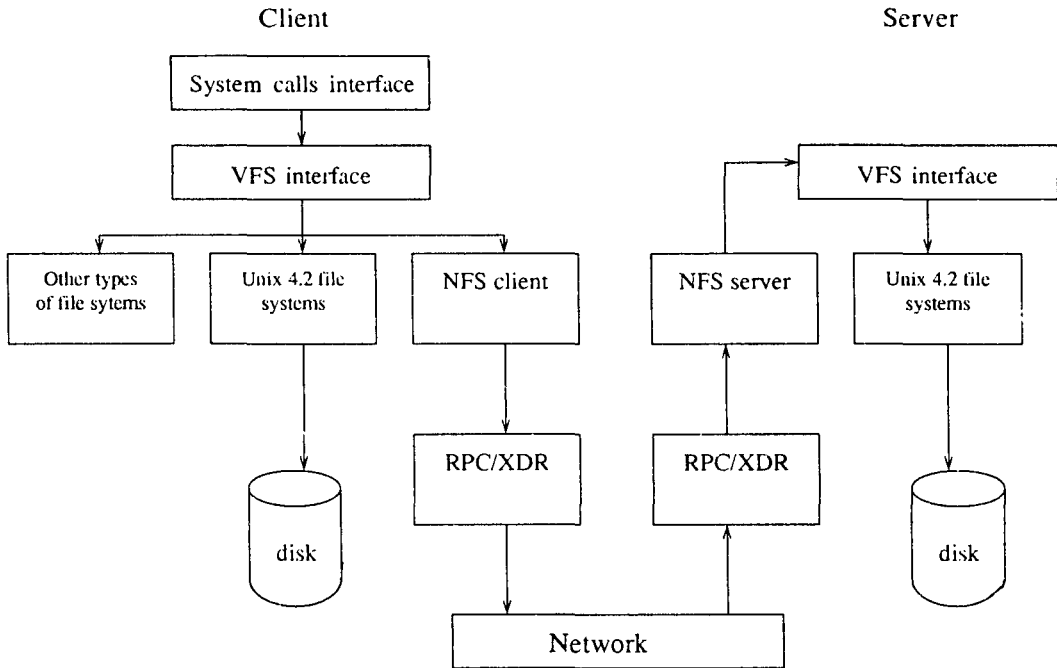 Client
Server
System calls interface
VFS interface
VFS interface
Other types
of file sytems
Unix 4.2 file
systems
NFS client
NFS server
Unix 4.2 file
systems
RPC/XDR
RPC/XDR
disk
disk
Network